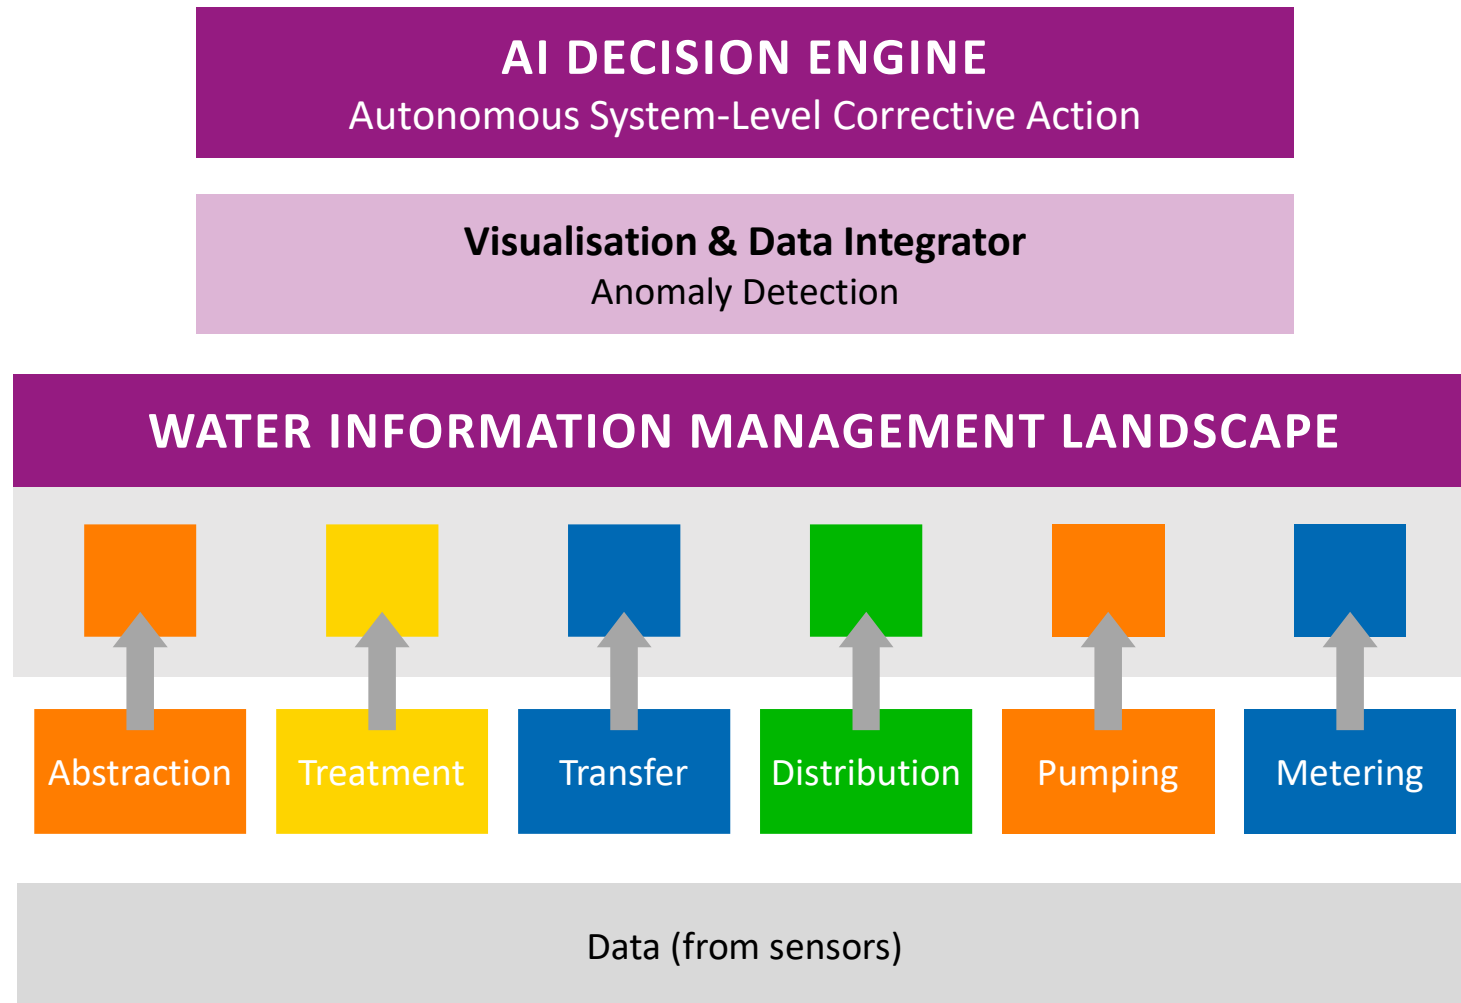 AI DECISION ENGINE
Autonomous System-Level Corrective Action
Visualisation & Data Integrator
Anomaly Detection
WATER INFORMATION MANAGEMENT LANDSCAPE
Abstraction
Treatment
Transfer
Distribution
Pumping
Metering
Data (from sensors)